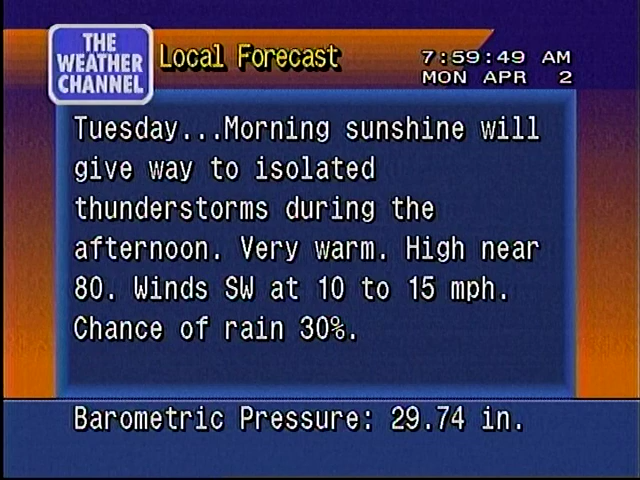 THE
WEATHER
CHANNEL
Local Forecast
7:59:49 AM
MON APR 2
Tuesday...Morning sunshine will
give way to isolated
thunderstorms during the
afternoon. Very warm. High near
80. Winds SW at 10 to 15 mph.
Chance of rain 30%.
Barometric Pressure: 29.74 in.